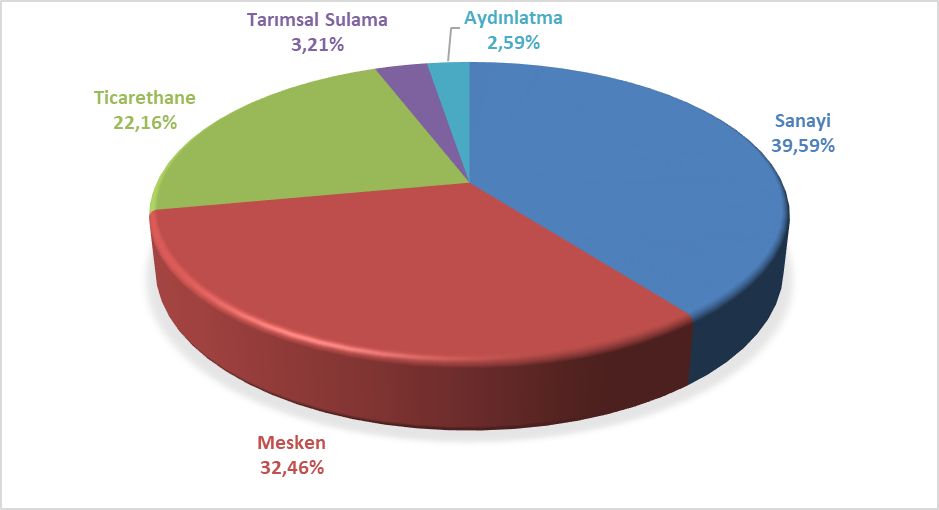 Tarımsal Sulama
3,21%
Aydınlatma
2,59%
Ticarethane
22,16%
Sanayi
39,59%
Mesken
32,46%